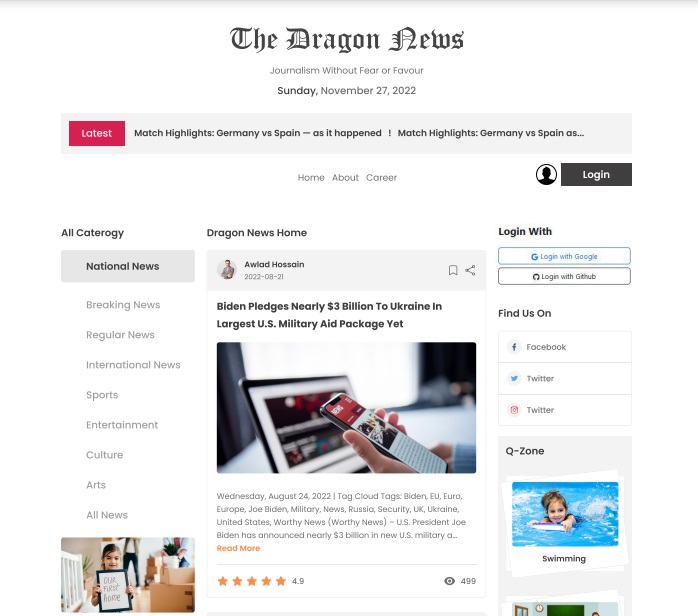 The Dragon News
Journalism Without Fear or Favour
Sunday, November 27, 2022
Latest
Match Highlights: Germany vs Spain — as it happened ! Match Highlights: Germany vs Spain as...
Home About Career
Login
All Caterogy
National News
Breaking News
Regular News
International News
Sports
Entertainment
Culture
Arts
All News
OUR
FIRST
home
Dragon News Home
Awlad Hossain
2022-08-21
Biden Pledges Nearly $3 Billion To Ukraine In
Largest U.S. Military Aid Package Yet
NEWS
Wednesday, August 24, 2022 | Tag Cloud Tags: Biden, EU, Euro,
Europe, Joe Biden, Military, News, Russia, Security, UK, Ukraine,
United States, Worthy News (Worthy News) – U.S. President Joe
Biden has announced nearly $3 billion in new U.S. military a...
Read More
4.9
499
Login With
Login with Google
Login with Github
Find Us On
Facebook
Twitter
Twitter
Q-Zone
Swimming